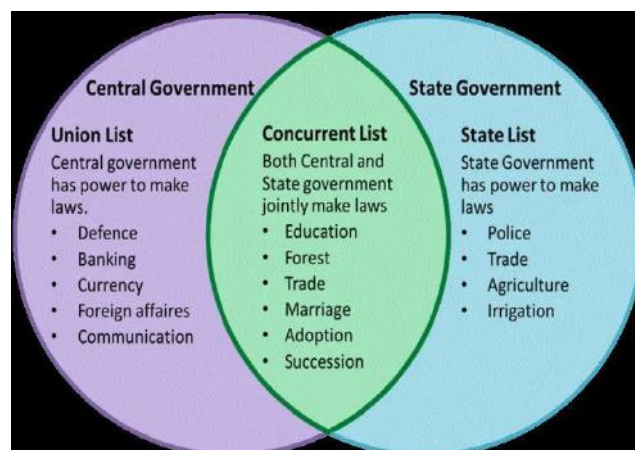 Central Government
Union List
Central government
has power to make
laws.
• Defence
• Banking
• Currency
• Foreign affaires
• Communication
Concurrent List
Both Central and
State government
jointly make laws
• Education
• Forest
• Trade
• Marriage
• Adoption
• Succession
State Government
State List
State Government
has power to make
laws
• Police
• Trade
• Agriculture
• Irrigation